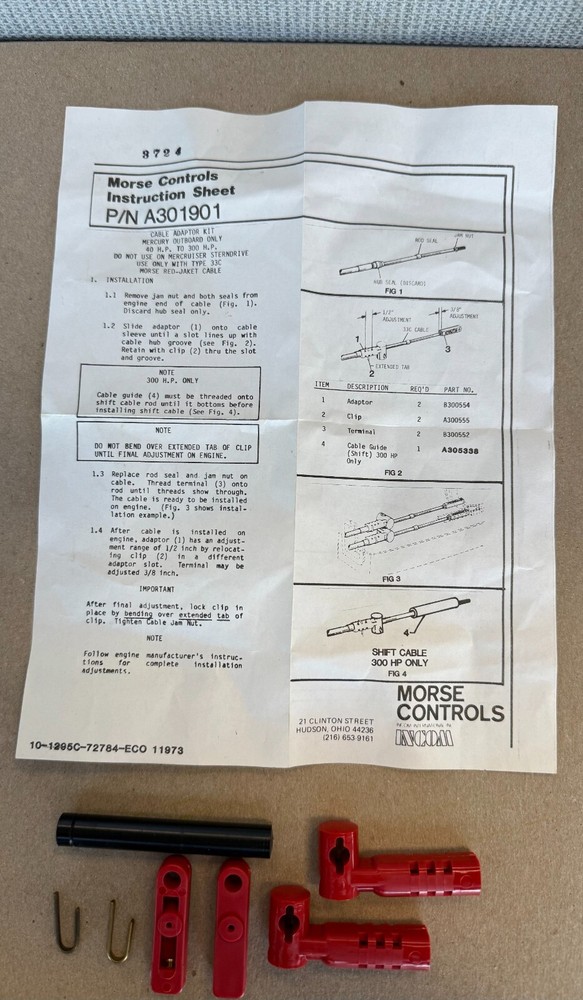 8794
Morse Controls
Instruction Sheet
P/N A301901
CABLE ADAPTOR KIT
MERCURY OUTBOARD ONLY
40 H.P. TO 300 H.P.
DO NOT USE ON MERCRUISER STERNDRIVE
USE ONLY WITH TYPE 33C
MORSE RED-JAKET CABLE
1. INSTALLATION
1.1 Remove jam nut and both seals from
engine end of cable (Fig. 1).
Discard hub seal only.
1.2 Slide adaptor (1) onto cable
sleeve until a slot lines up with
cable hub groove (see Fig. 2).
Retain with clip (2) thru the slot
and groove.
NOTE
300 H.P. ONLY
Cable guide (4) must be threaded onto
shift cable rod until it bottoms before
installing shift cable (See Fig. 4).
NOTE
DO NOT BEND OVER EXTENDED TAB OF CLIP
UNTIL FINAL ADJUSTMENT ON ENGINE.
1.3 Replace rod seal and jam nut on
cable. Thread terminal (3) onto
rod until threads show through.
The cable is ready to be installed
on engine. (Fig. 3 shows instal-
lation example.)
1.4 After cable is installed on
engine, adaptor (1) has an adjust-
ment range of 1/2 inch by relocat-
ing clip (2) in a different
adaptor slot. Terminal may be
adjusted 3/8 inch.
IMPORTANT
After final adjustment, lock clip in
place by bending over extended tab of
clip. Tighten Cable Jam Nut.
NOTE
Follow engine manufacturer's instruc-
tions for complete installation
adjustments.
10-1295C-72784-ECO 11973
JAM NUT
ROD SEAL
HUB SEAL (DISCARD)
FIG 1
1/2"
ADJUSTMENT
3/8"
ADJUSTMENT
1
33C CABLE
3
EXTENDED TAB
2
ITEM DESCRIPTION REQ'D PART NO.
1 Adaptor 2 B300554
2 Clip 2 A300555
3 Terminal 2 B300552
4 Cable Guide 1 A305338
(Shift) 300 HP
Only
FIG 2
FIG 3
4
SHIFT CABLE
300 HP ONLY
FIG 4
MORSE
CONTROLS
21 CLINTON STREET
HUDSON, OHIO 44236
(216) 653 9161
INCOM